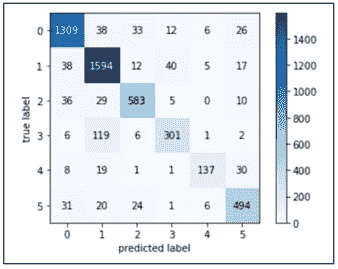 0 1309 38 33 12 6 26
1 38 1594 12 40 5 17
2 36 29 583 5 0 10
3 6 119 6 301 1 2
4 8 19 1 1 137 30
5 31 20 24 1 6 494
0 1 2 3 4 5
predicted label
true label
1400
1200
1000
800
600
400
200
0